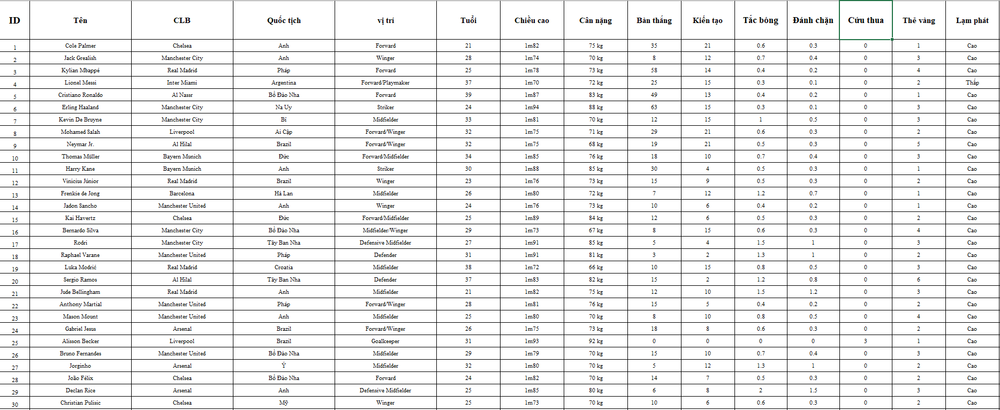 ID Tên CLB Quốc tịch vị trí Tuổi Chiều cao Cân nặng Bàn thắng Kiến tạo Tắc bóng Đánh chặn Cứu thua Thẻ vàng Lạm phát
1 Cole Palmer Chelsea Anh Forward 21 1m82 75 kg 35 21 0.6 0.3 0 1 Cao
2 Jack Grealish Manchester City Anh Winger 28 1m74 70 kg 8 12 0.7 0.4 0 3 Cao
3 Kylian Mbappé Real Madrid Pháp Forward 25 1m78 73 kg 58 14 0.4 0.2 0 4 Cao
4 Lionel Messi Inter Miami Argentina Forward/Playmaker 37 1m70 72 kg 25 15 0.3 0.1 0 2 Thấp
5 Cristiano Ronaldo Al Nassr Bồ Đào Nha Forward 39 1m87 83 kg 49 13 0.4 0.2 0 1 Cao
6 Erling Haaland Manchester City Na Uy Striker 24 1m94 88 kg 63 15 0.3 0.1 0 3 Cao
7 Kevin De Bruyne Manchester City Bỉ Midfielder 33 1m81 70 kg 12 15 1 0.5 0 3 Cao
8 Mohamed Salah Liverpool Ai Cập Forward/Winger 32 1m75 71 kg 29 21 0.6 0.3 0 2 Cao
9 Neymar Jr. Al Hilal Brazil Forward/Winger 32 1m75 68 kg 19 21 0.5 0.3 0 5 Cao
10 Thomas Müller Bayern Munich Đức Forward/Midfielder 34 1m85 76 kg 18 10 0.7 0.4 0 3 Cao
11 Harry Kane Bayern Munich Anh Striker 30 1m88 85 kg 30 4 0.5 0.3 0 1 Cao
12 Vinícius Júnior Real Madrid Brazil Winger 23 1m76 73 kg 15 9 0.5 0.3 0 2 Cao
13 Frenkie de Jong Barcelona Hà Lan Midfielder 26 1m80 72 kg 7 12 1.2 0.7 0 1 Cao
14 Jadon Sancho Manchester United Anh Winger 24 1m76 73 kg 10 6 0.4 0.2 0 1 Cao
15 Kai Havertz Chelsea Đức Forward/Midfielder 25 1m89 84 kg 12 6 0.5 0.3 0 2 Cao
16 Bernardo Silva Manchester City Bồ Đào Nha Midfielder/Winger 29 1m73 67 kg 8 15 0.6 0.3 0 4 Cao
17 Rodri Manchester City Tây Ban Nha Defensive Midfielder 27 1m91 85 kg 5 4 1.5 1 0 3 Cao
18 Raphael Varane Manchester United Pháp Defender 31 1m91 81 kg 3 2 1.3 1 0 2 Cao
19 Luka Modrić Real Madrid Croatia Midfielder 38 1m72 66 kg 10 15 0.8 0.5 0 3 Cao
20 Sergio Ramos Al Hilal Tây Ban Nha Defender 37 1m83 82 kg 15 2 1.2 0.8 0 6 Cao
21 Jude Bellingham Real Madrid Anh Midfielder 21 1m82 75 kg 12 10 1.5 1.2 0 3 Cao
22 Anthony Martial Manchester United Pháp Forward/Winger 28 1m81 76 kg 15 5 0.4 0.2 0 2 Cao
23 Mason Mount Manchester United Anh Midfielder 25 1m80 70 kg 8 10 0.8 0.5 0 4 Cao
24 Gabriel Jesus Arsenal Brazil Forward/Winger 26 1m75 73 kg 18 8 0.6 0.3 0 2 Cao
25 Alisson Becker Liverpool Brazil Goalkeeper 31 1m93 92 kg 0 0 0 0 3 1 Cao
26 Bruno Fernandes Manchester United Bồ Đào Nha Midfielder 29 1m79 70 kg 15 10 0.7 0.4 0 3 Cao
27 Jorginho Arsenal Ý Midfielder 32 1m80 70 kg 5 12 1.3 1 0 2 Cao
28 João Félix Chelsea Bồ Đào Nha Forward 24 1m82 70 kg 14 7 0.5 0.3 0 2 Cao
29 Declan Rice Arsenal Anh Defensive Midfielder 25 1m85 80 kg 6 8 2 1.5 0 3 Cao
30 Christian Pulisic Chelsea Mỹ Winger 25 1m73 70 kg 10 6 0.6 0.3 0 2 Cao